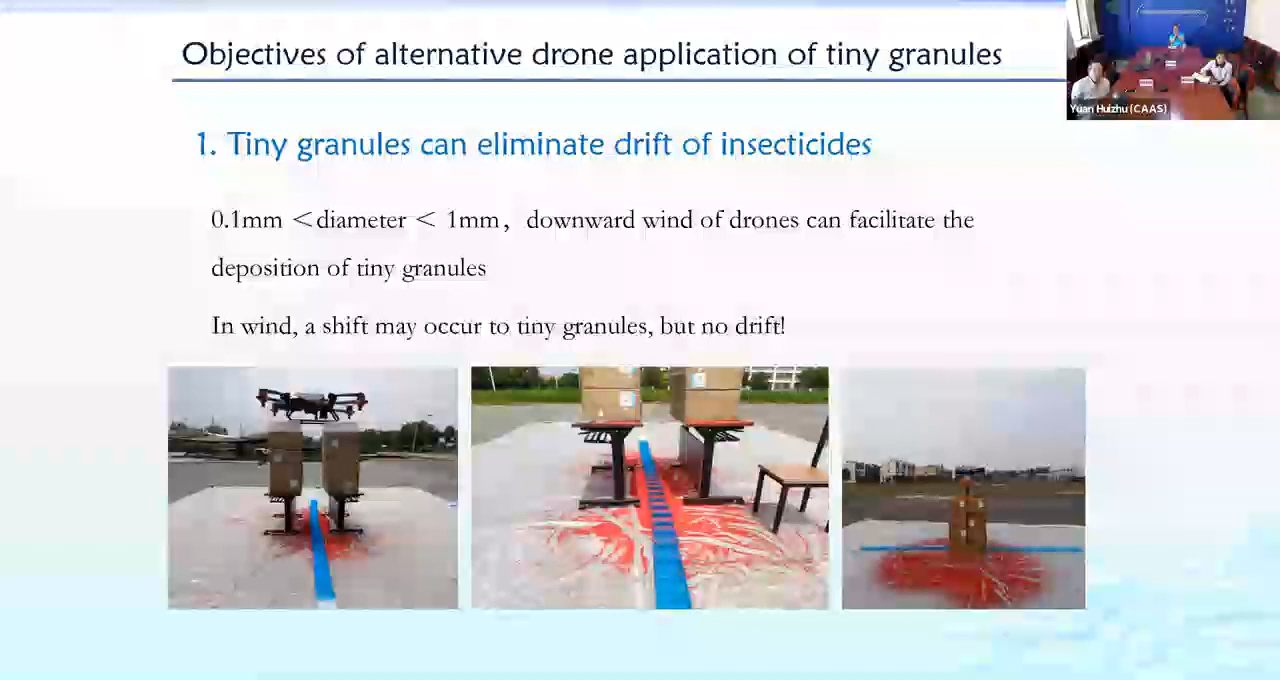 Objectives of alternative drone application of tiny granules
Yuan Huizhu (CAAS)
1. Tiny granules can eliminate drift of insecticides
0.1mm ＜diameter ＜ 1mm，downward wind of drones can facilitate the
deposition of tiny granules
In wind, a shift may occur to tiny granules, but no drift!